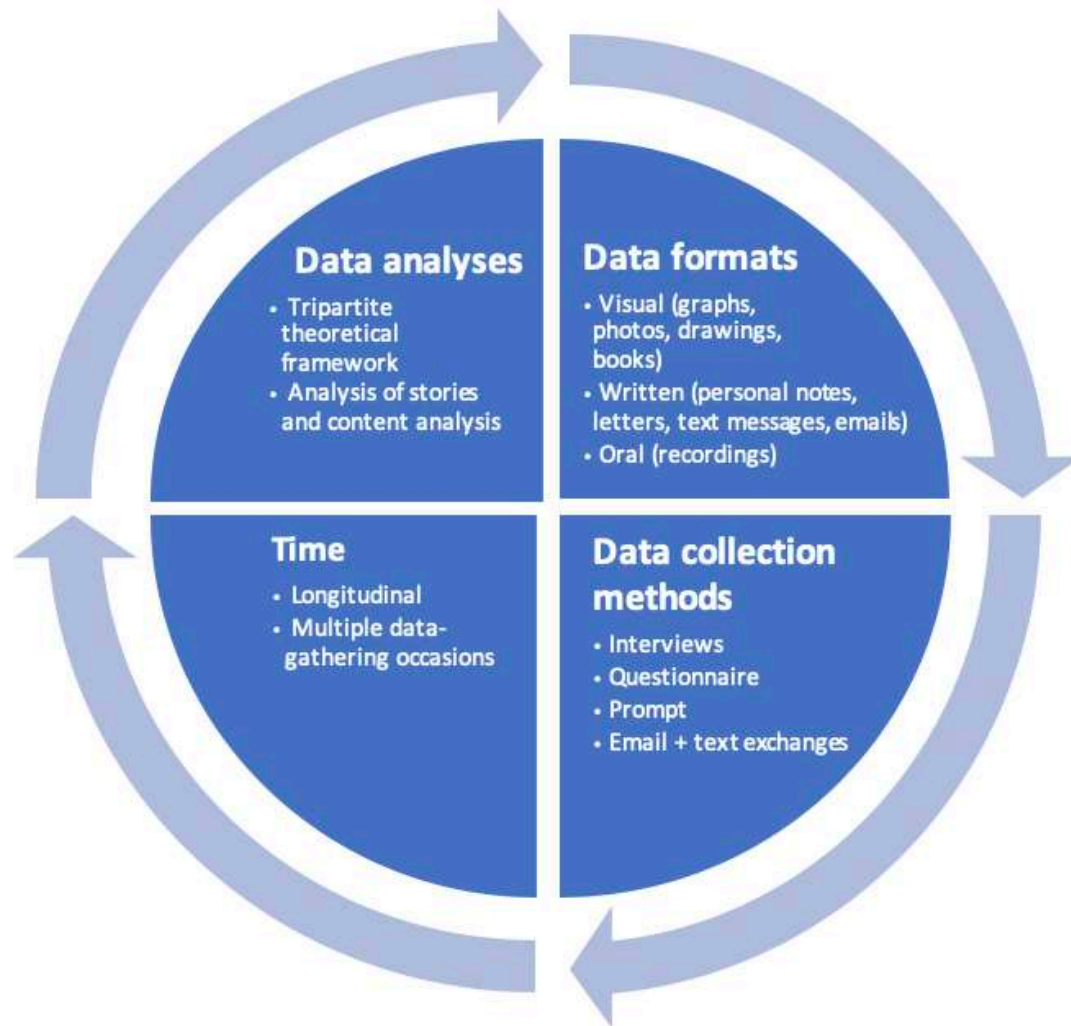 Data analyses
• Tripartite
theoretical
framework
• Analysis of stories
and content analysis
Data formats
• Visual (graphs,
photos, drawings,
books)
• Written (personal notes,
letters, text messages, emails)
• Oral (recordings)
Time
• Longitudinal
• Multiple data-
gathering occasions
Data collection
methods
• Interviews
• Questionnaire
• Prompt
• Email + text exchanges